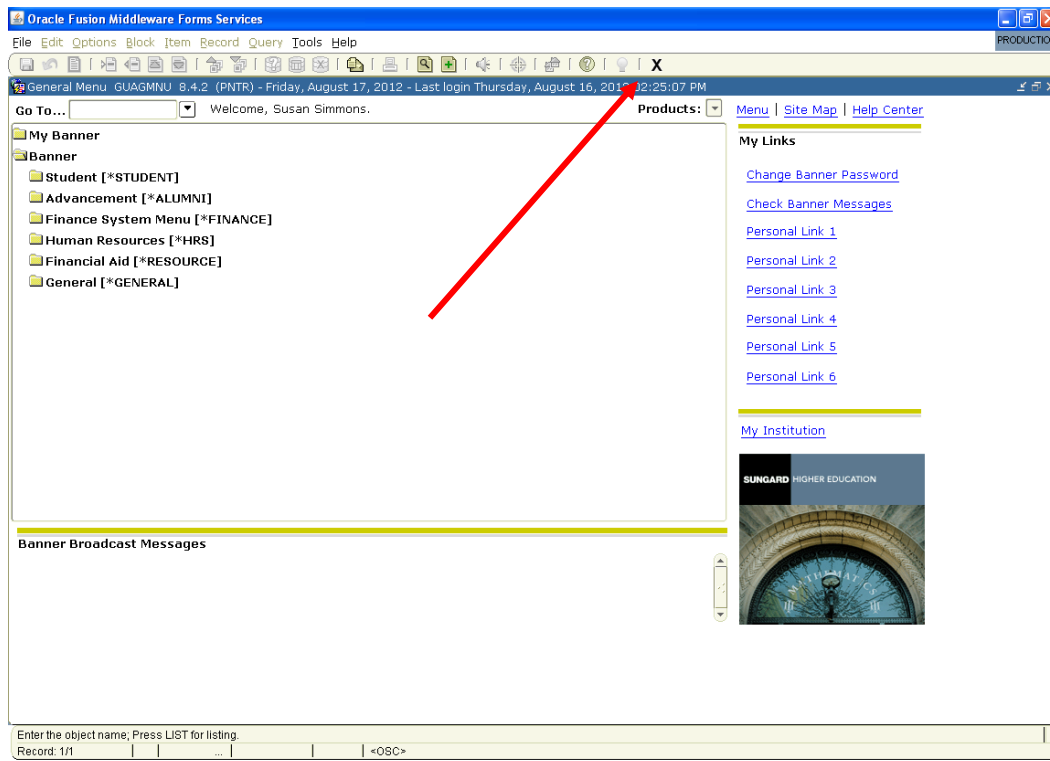 Oracle Fusion Middleware Forms Services
File Edit Options Block Item Record Query Tools Help
X
General Menu GUAGMNU 8.4.2 (PNTR) - Friday, August 17, 2012 - Last login Thursday, August 16, 2012 02:25:07 PM
Go To... Welcome, Susan Simmons. Products: Menu | Site Map | Help Center
My Banner
Banner
Student [*STUDENT]
Advancement [*ALUMNI]
Finance System Menu [*FINANCE]
Human Resources [*HRS]
Financial Aid [*RESOURCE]
General [*GENERAL]
My Links
Change Banner Password
Check Banner Messages
Personal Link 1
Personal Link 2
Personal Link 3
Personal Link 4
Personal Link 5
Personal Link 6
My Institution
SUNGARD HIGHER EDUCATION
MATHEMATICS
Banner Broadcast Messages
Enter the object name; Press LIST for listing.
Record: 1/1 ... <OSC>